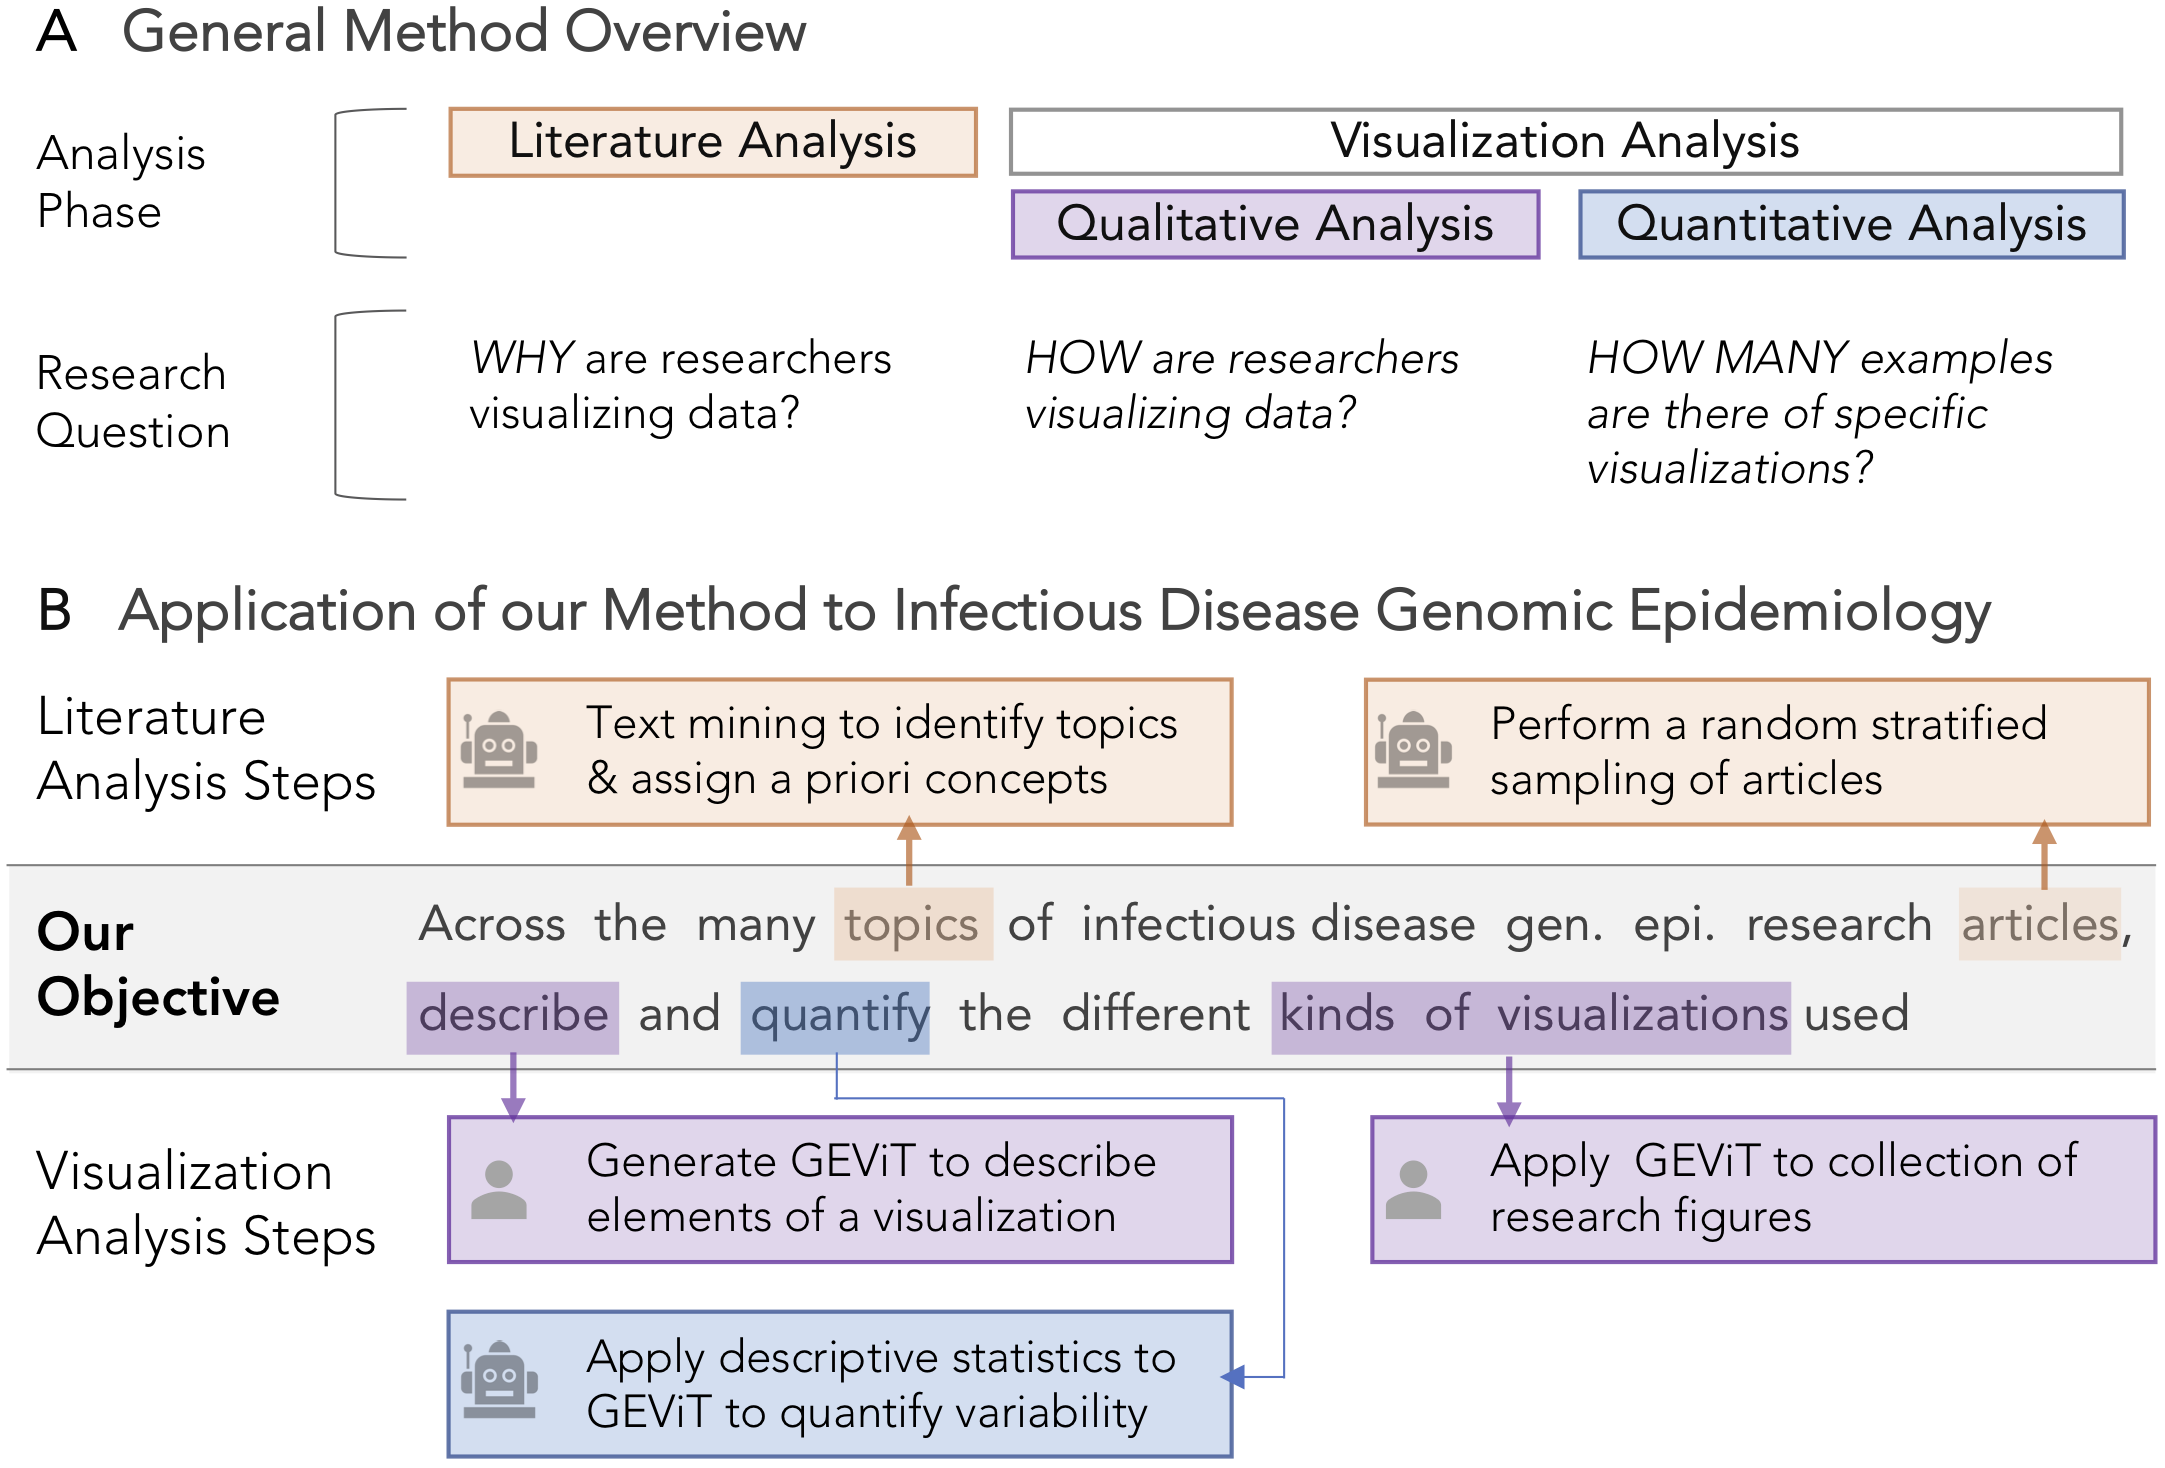 A General Method Overview
Analysis
Phase
Literature Analysis
Visualization Analysis
Qualitative Analysis
Quantitative Analysis
Research
Question
WHY are researchers
visualizing data?
HOW are researchers
visualizing data?
HOW MANY examples
are there of specific
visualizations?
B Application of our Method to Infectious Disease Genomic Epidemiology
Literature
Analysis Steps
Text mining to identify topics
& assign a priori concepts
Perform a random stratified
sampling of articles
Our
Objective
Across the many topics of infectious disease gen. epi. research articles,
describe and quantify the different kinds of visualizations used
Visualization
Analysis Steps
Generate GEViT to describe
elements of a visualization
Apply GEViT to collection of
research figures
Apply descriptive statistics to
GEViT to quantify variability